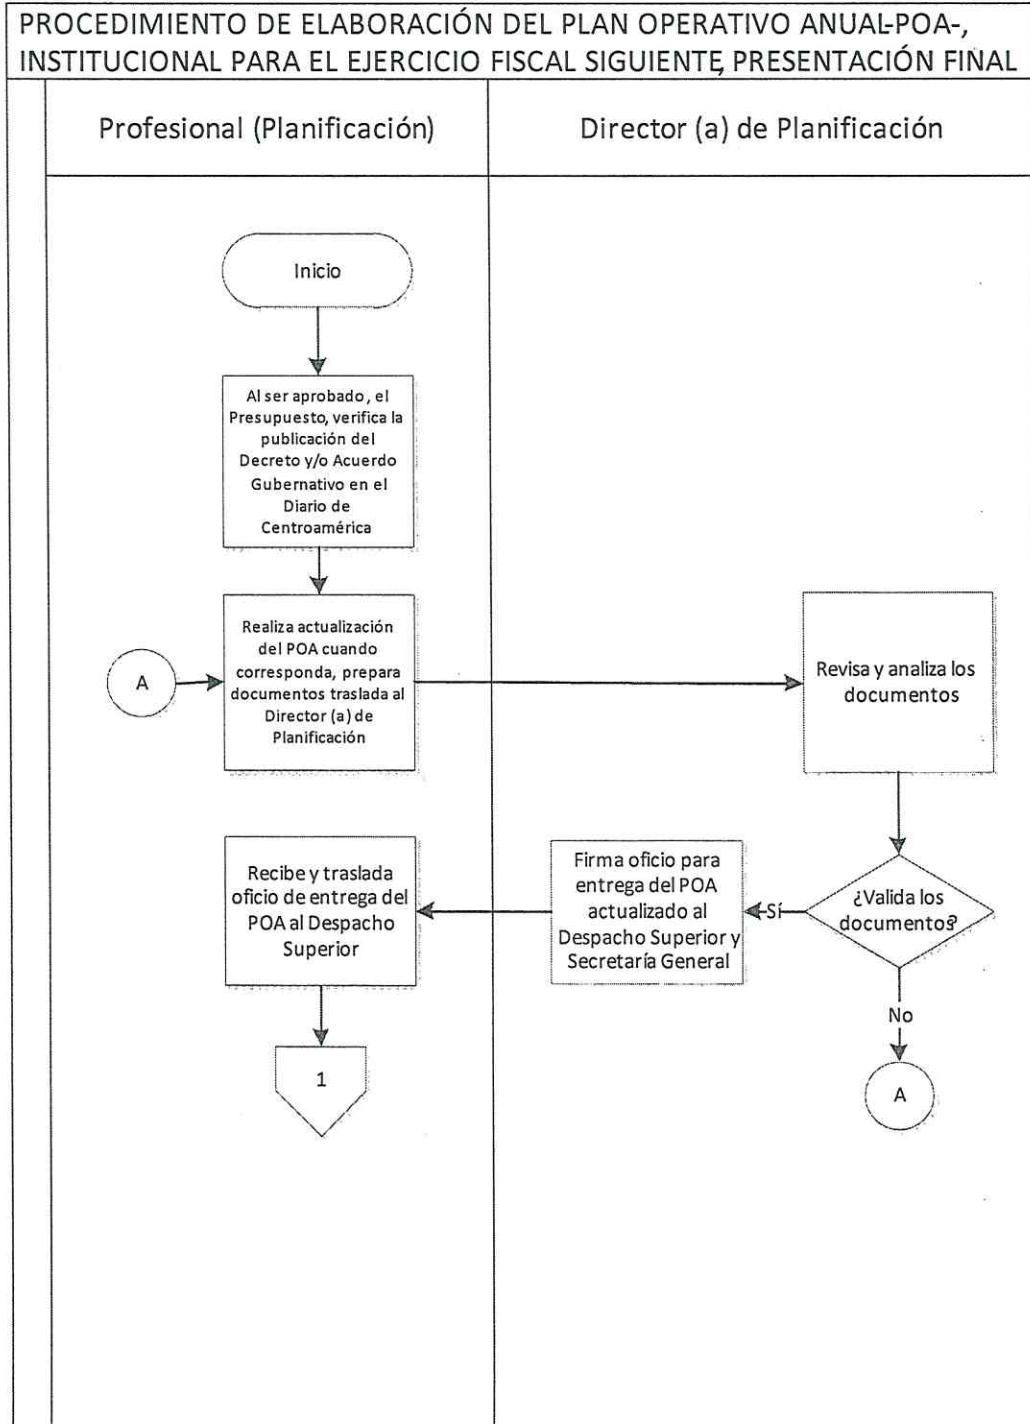 PROCEDIMIENTO DE ELABORACIÓN DEL PLAN OPERATIVO ANUAL-POA-,
INSTITUCIONAL PARA EL EJERCICIO FISCAL SIGUIENTE, PRESENTACIÓN FINAL
Profesional (Planificación)
Director (a) de Planificación
Inicio
Al ser aprobado , el
Presupuesto, verifica la
publicación del
Decreto y/o Acuerdo
Gubernativo en el
Diario de
Centroamérica
A
Realiza actualización
del POA cuando
corresponda, prepara
documentos traslada al
Director (a) de
Planificación
Revisa y analiza los
documentos
¿Valida los
documentos?
Sí
Firma oficio para
entrega del POA
actualizado al
Despacho Superior y
Secretaría General
Recibe y traslada
oficio de entrega del
POA al Despacho
Superior
No
1
A